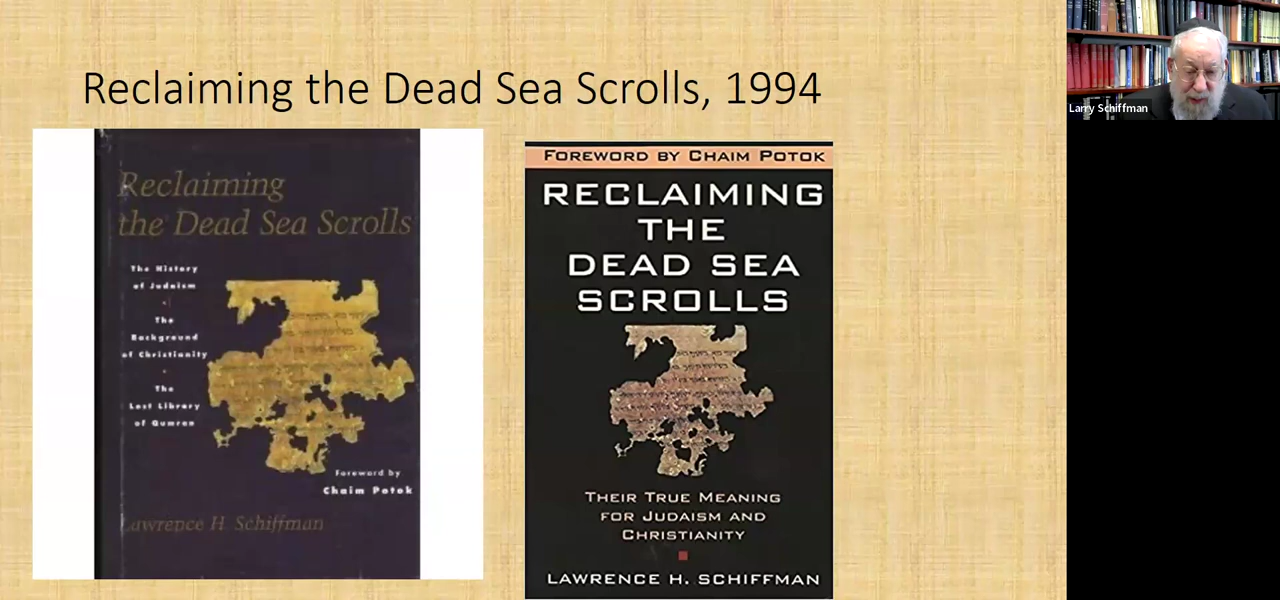 Reclaiming the Dead Sea Scrolls, 1994
Reclaiming
the Dead Sea Scrolls
The History
of Judaism
The
Background
of Christianity
The
Lost Library
of Qumran
Foreword by
Chaim Potok
Lawrence H. Schiffman
FOREWORD BY CHAIM POTOK
RECLAIMING
THE
DEAD SEA
SCROLLS
THEIR TRUE MEANING
FOR JUDAISM AND
CHRISTIANITY
LAWRENCE H. SCHIFFMAN
Larry Schiffman